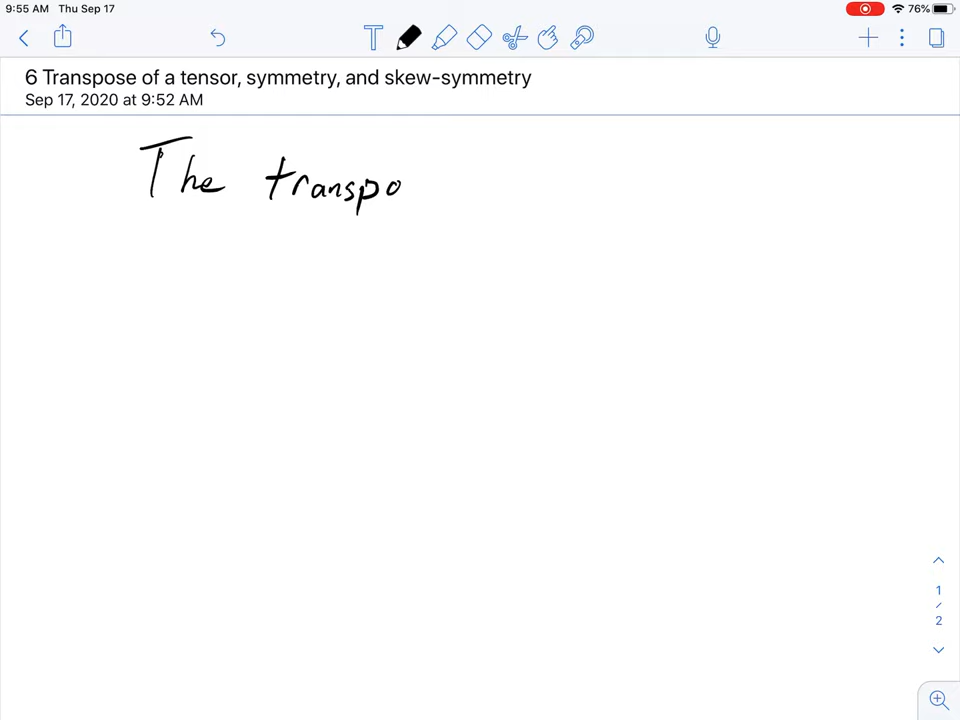 9:55 AM Thu Sep 17 76%
6 Transpose of a tensor, symmetry, and skew-symmetry
Sep 17, 2020 at 9:52 AM
The transpo
1
/
2